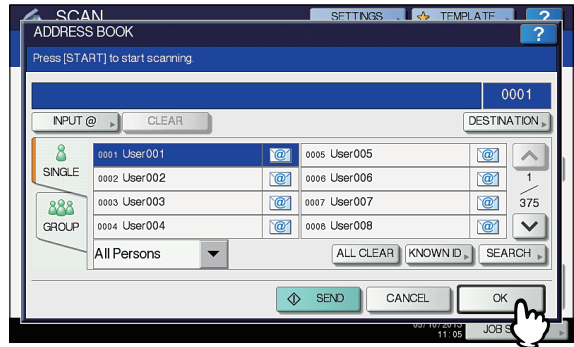 SCAN SETTINGS TEMPLATE ?
ADDRESS BOOK ?
Press [START] to start scanning.
0001
INPUT @ CLEAR DESTINATION
SINGLE
GROUP
0001 User001 @ 0005 User005 @
0002 User002 @ 0006 User006 @
0003 User003 @ 0007 User007 @
0004 User004 @ 0008 User008 @
1
375
All Persons ALL CLEAR KNOWN ID SEARCH
SEND CANCEL OK
11:05 JOB